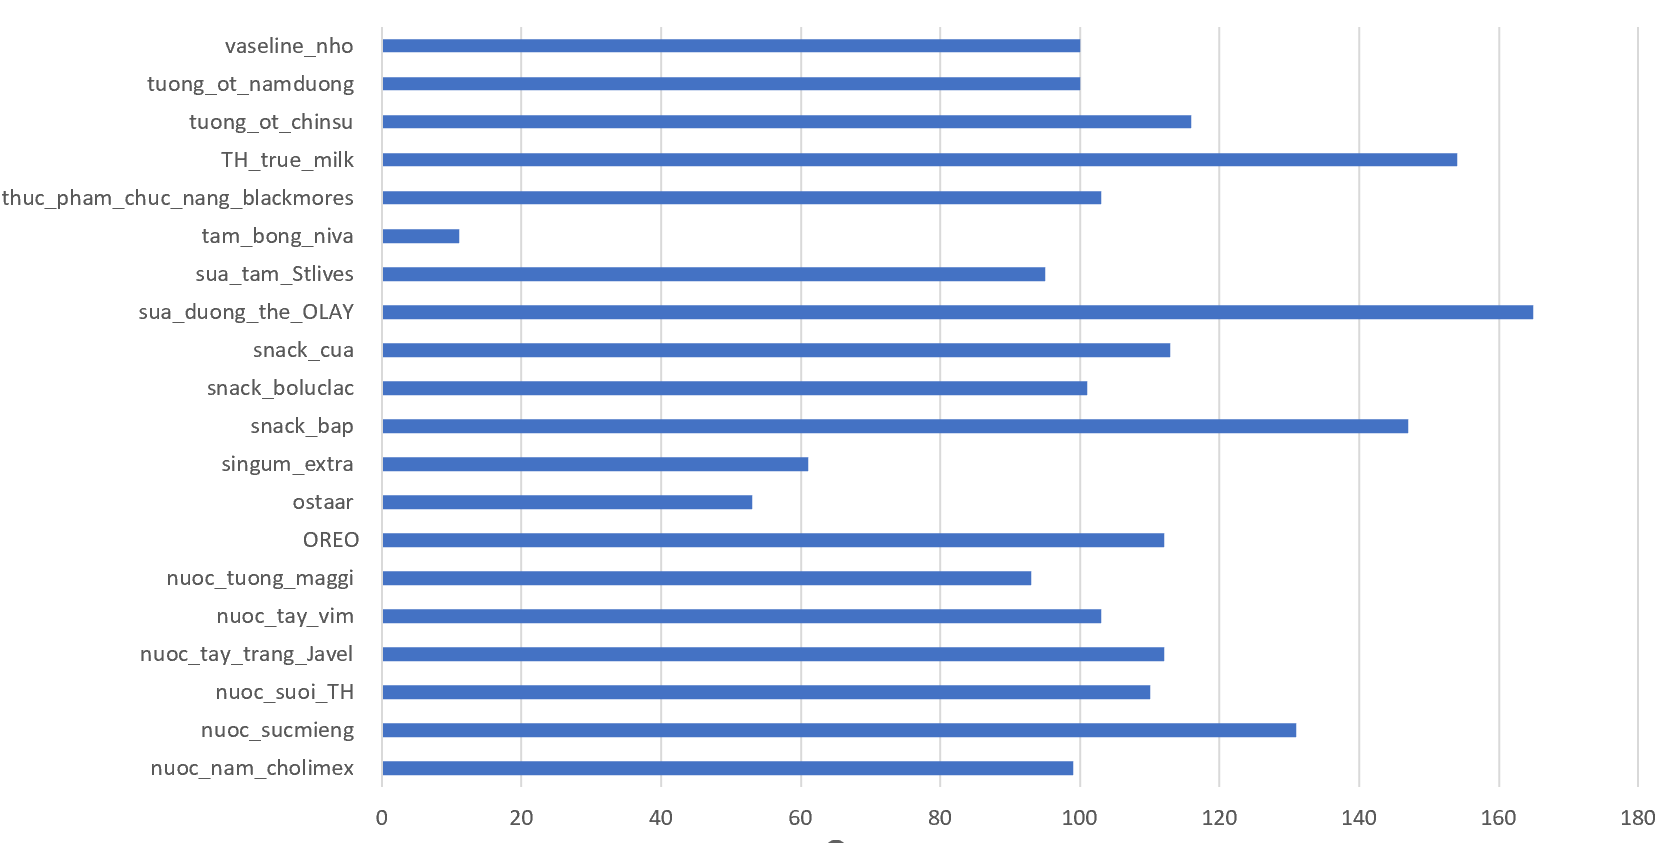 vaseline_nho
tuong_ot_namduong
tuong_ot_chinsu
TH_true_milk
thuc_pham_chuc_nang_blackmores
tam_bong_niva
sua_tam_Stlives
sua_duong_the_OLAY
snack_cua
snack_boluclac
snack_bap
singum_extra
ostaar
OREO
nuoc_tuong_maggi
nuoc_tay_vim
nuoc_tay_trang_Javel
nuoc_suoi_TH
nuoc_sucmieng
nuoc_nam_cholimex
0 20 40 60 80 100 120 140 160 180